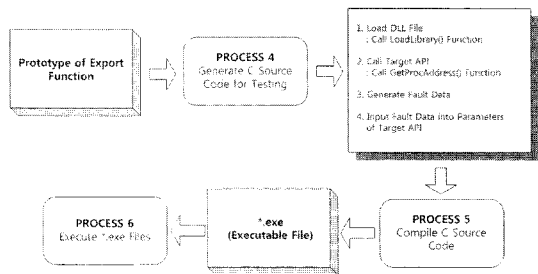 Prototype of Export
Function
PROCESS 4
Generate C Source
Code for Testing
1. Load DLL File
: Call LoadLibrary() Function
2. Call Target API
: Call GetProcAddress() Function
3. Generate Fault Data
4. Input Fault Data into Parameters
of Target API
PROCESS 5
Compile C Source
Code
*.exe
(Executable File)
PROCESS 6
Execute *.exe Files